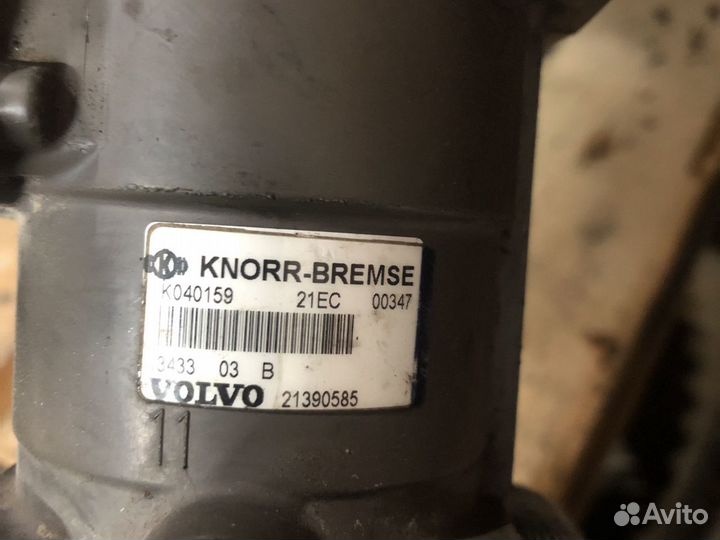 K KNORR-BREMSE
K040159 21EC 00347
3433 03 B
VOLVO 21390585
11
Avito